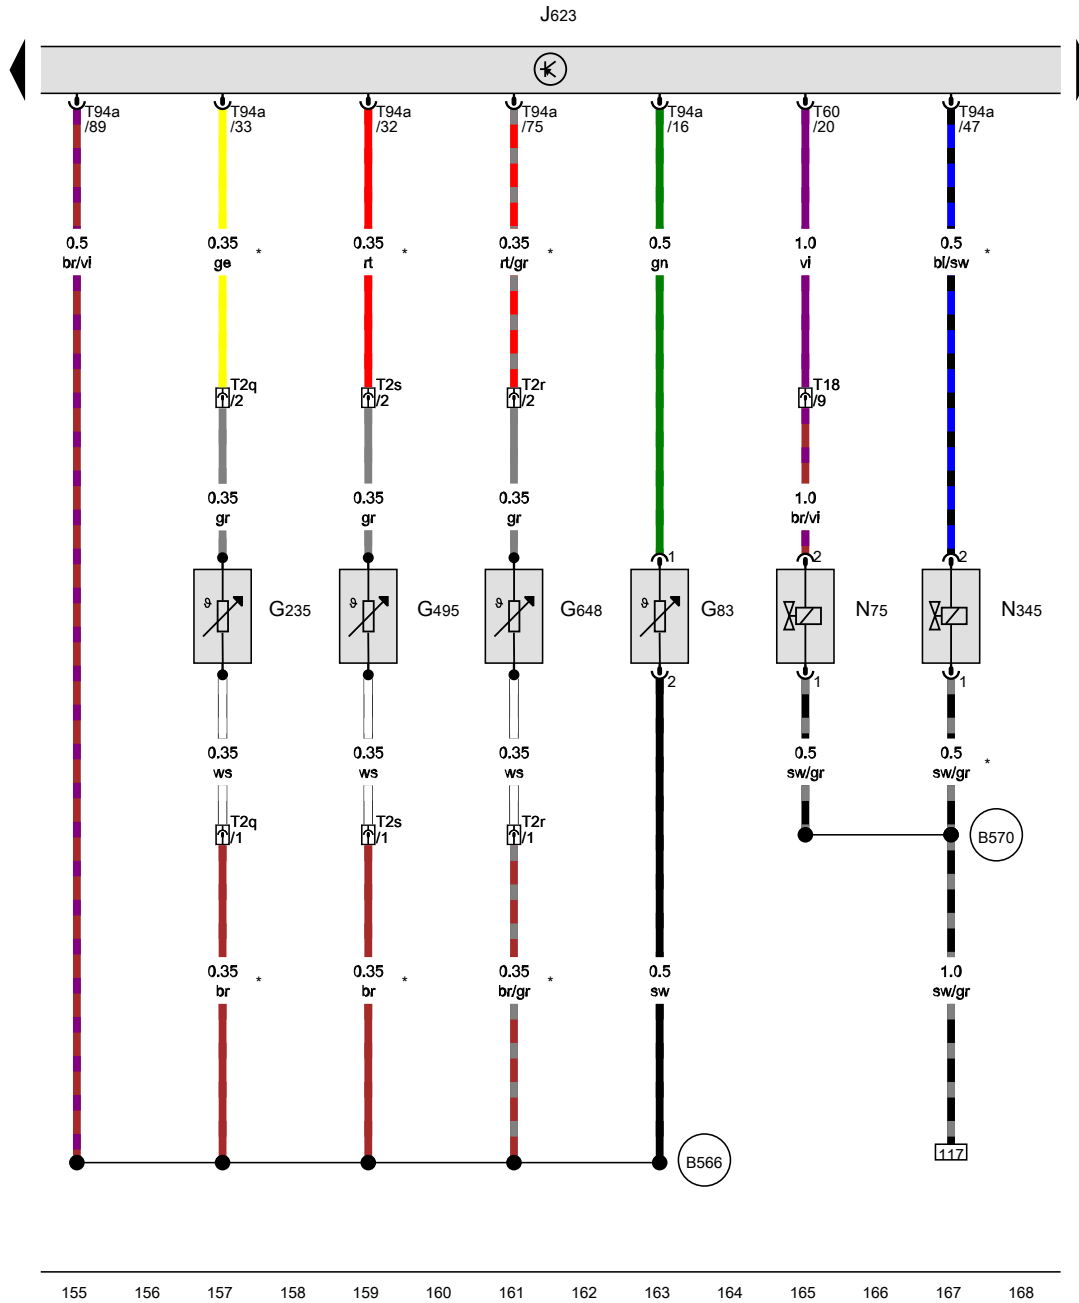 J623
T94a T94a T94a T94a T94a T60 T94a
/89 /33 /32 /75 /16 /20 /47
0.5 0.35 0.35 0.35 0.5 1.0 0.5
br/vi ge * rt * rt/gr * gn vi bl/sw *
T2q T2s T2r T18
/2 /2 /2 /9
0.35 0.35 0.35 1.0
gr gr gr br/vi
1 2 2
ϑ G235 ϑ G495 ϑ G648 ϑ G83 N75 N345
2 1 1
0.35 0.35 0.35 0.5 0.5
ws ws ws sw/gr sw/gr *
T2q T2s T2r
/1 /1 /1 B570
0.35 0.35 0.35 0.5 1.0
br * br * br/gr * sw sw/gr
117
B566
155 156 157 158 159 160 161 162 163 164 165 166 167 168